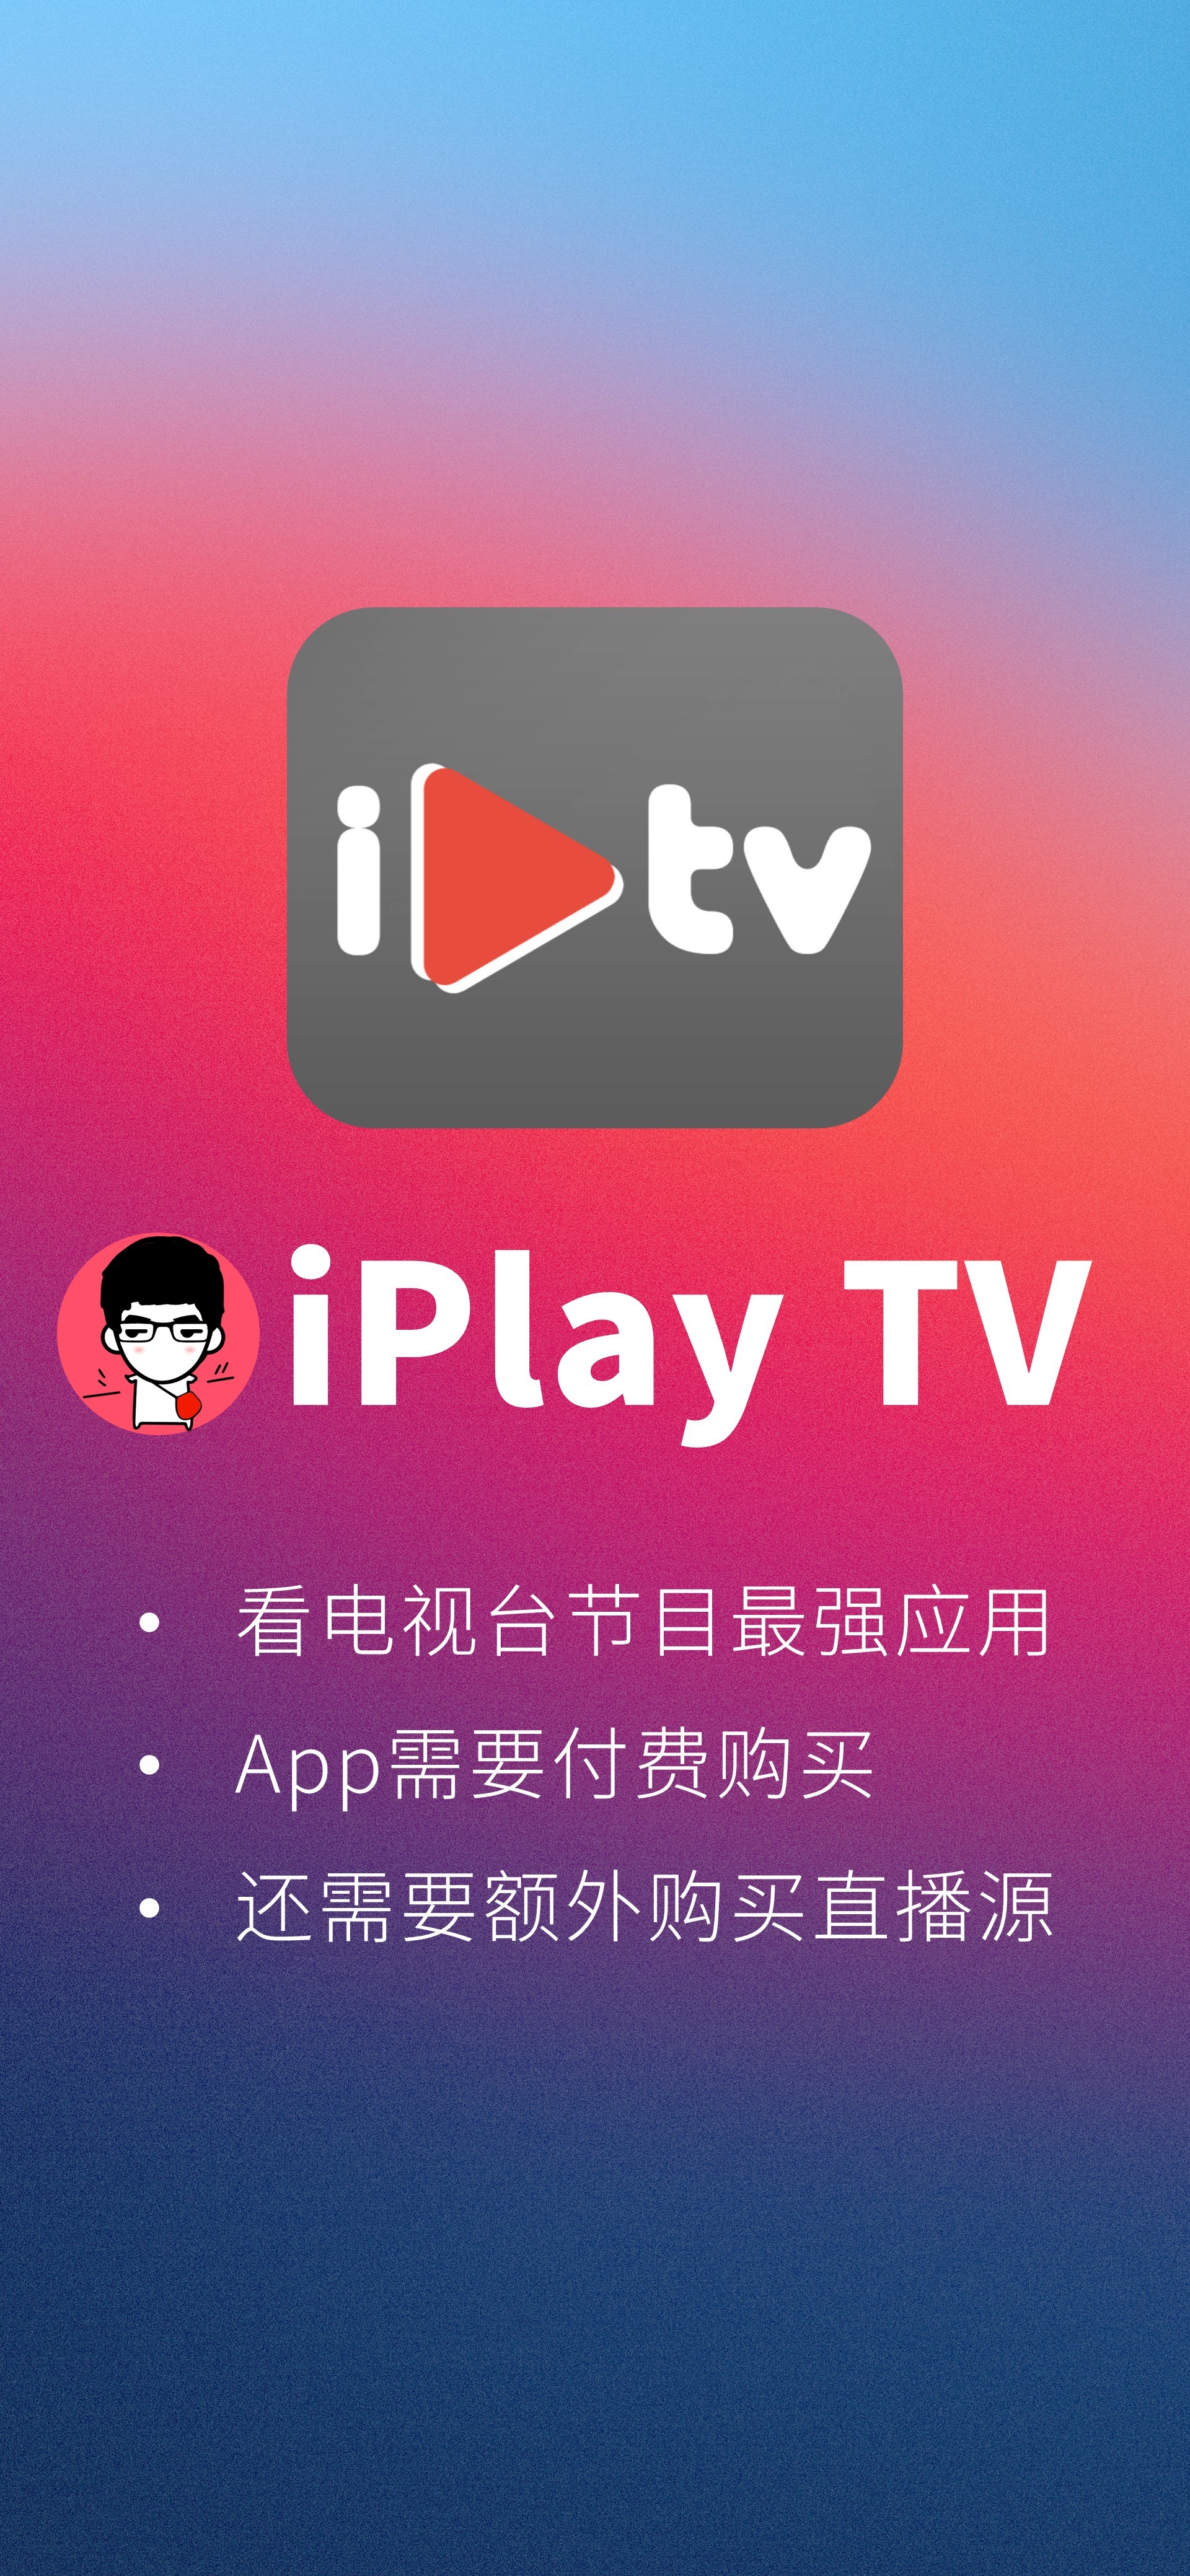 i tv
iPlay TV
• 看电视台节目最强应用
• App需要付费购买
• 还需要额外购买直播源